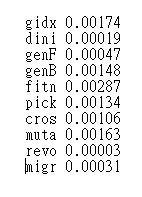 gidx 0.00174
dini 0.00019
genF 0.00047
genB 0.00148
fitn 0.00287
pick 0.00134
cros 0.00106
muta 0.00163
revo 0.00003
migr 0.00031